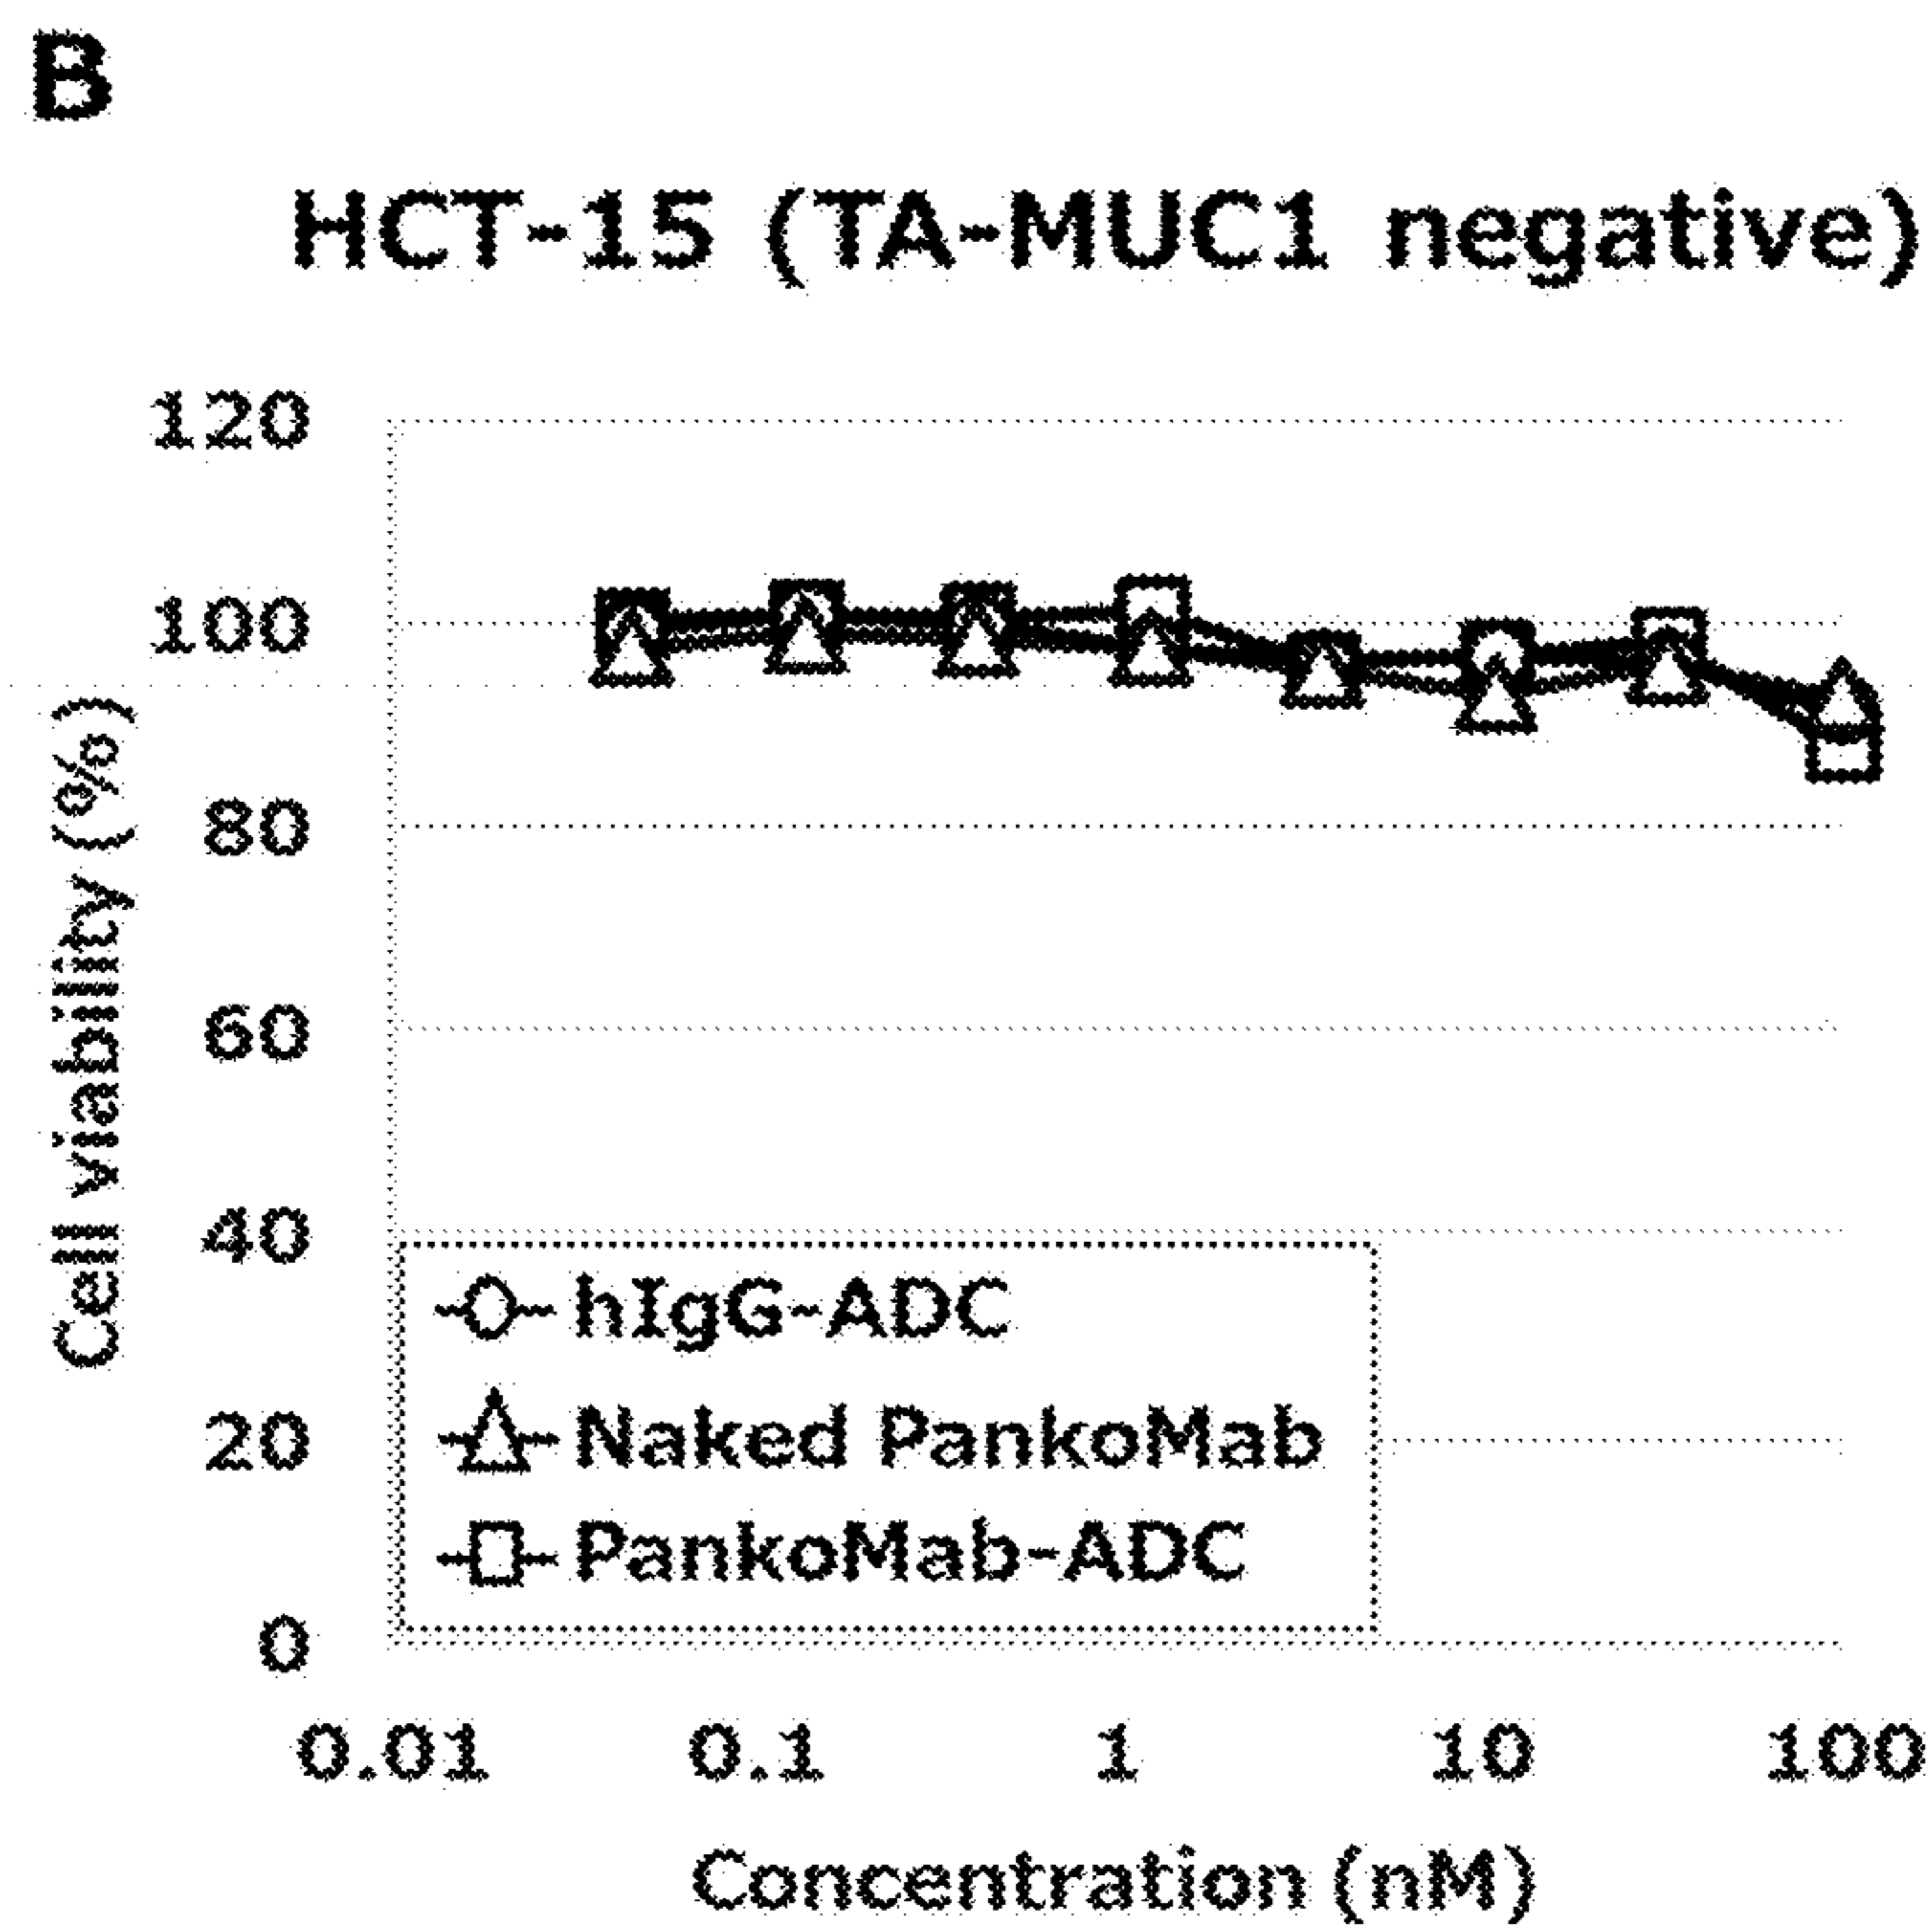 B
HCT-15 (TA-MUC1 negative)
120
100
80
60
40
20
0
Cell viability (%)
hIgG-ADC
Naked PankoMab
PankoMab-ADC
0.01 0.1 1 10 100
Concentration (nM)